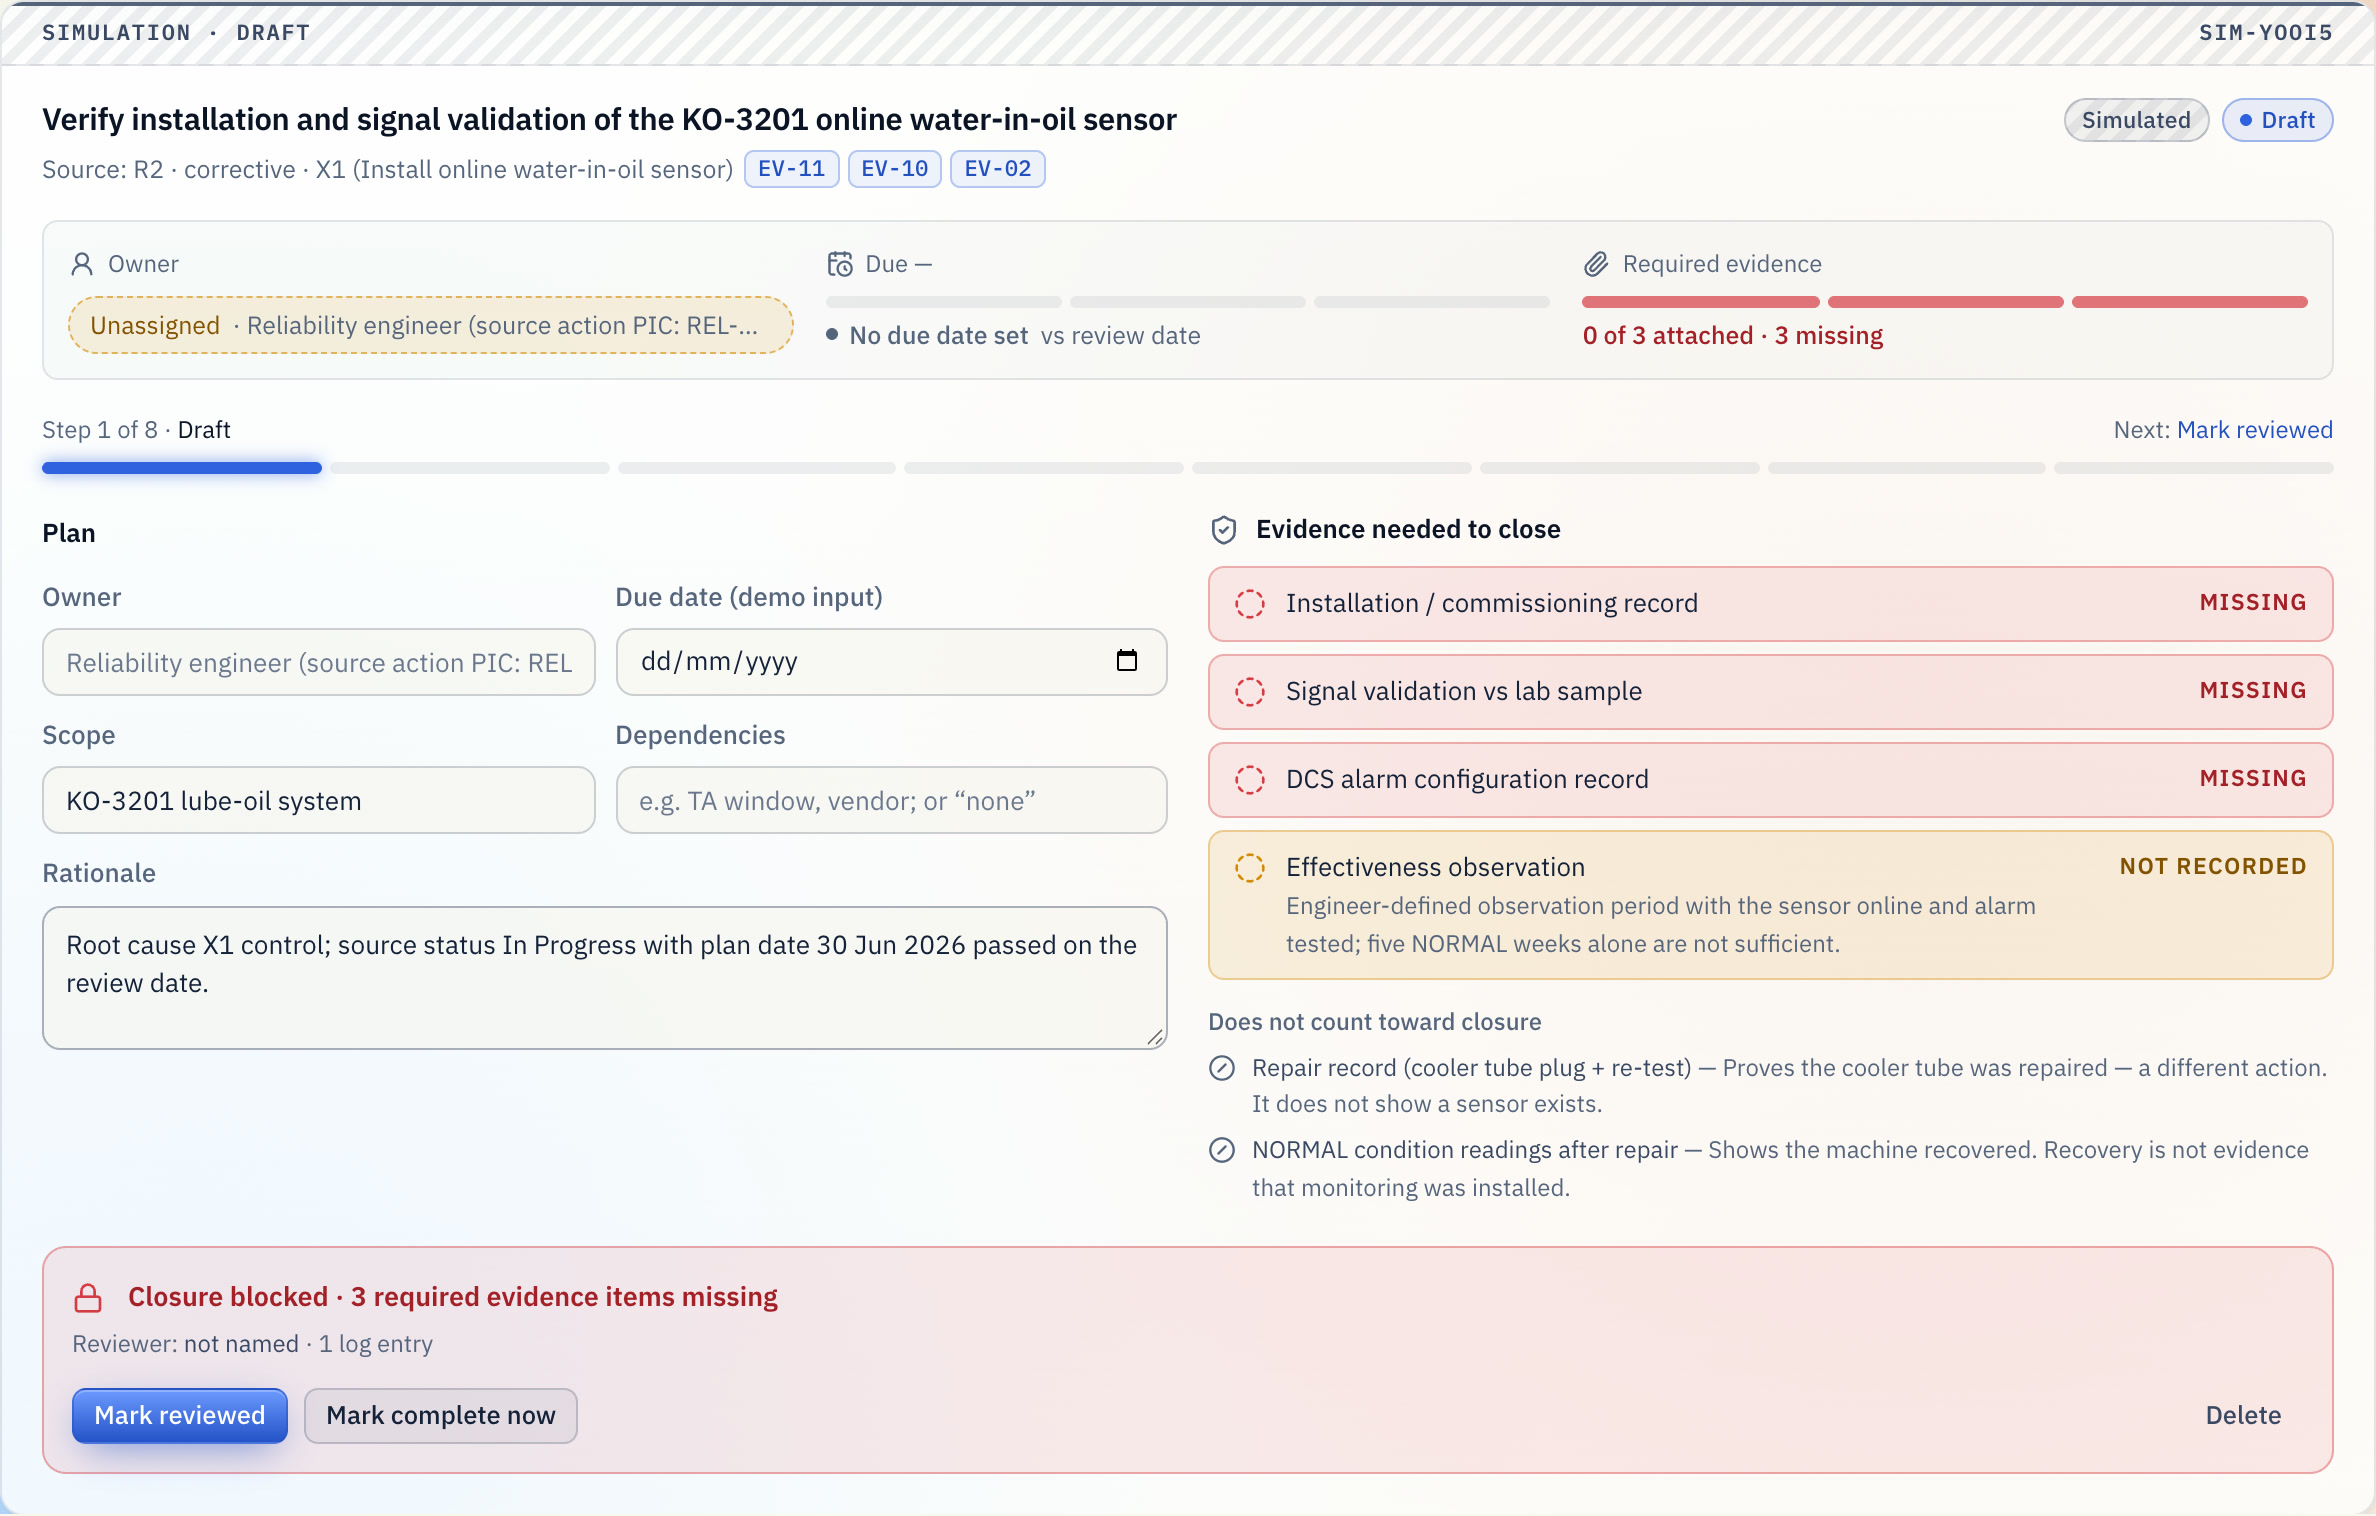 SIMULATION · DRAFT
SIM-YOOI5
Verify installation and signal validation of the KO-3201 online water-in-oil sensor
Simulated
Draft
Source: R2 · corrective · X1 (Install online water-in-oil sensor) EV-11 EV-10 EV-02
Owner
Unassigned · Reliability engineer (source action PIC: REL-...
Due —
No due date set vs review date
Required evidence
0 of 3 attached · 3 missing
Step 1 of 8 · Draft
Next: Mark reviewed
Plan
Owner
Reliability engineer (source action PIC: REL
Due date (demo input)
dd/mm/yyyy
Scope
KO-3201 lube-oil system
Dependencies
e.g. TA window, vendor; or “none”
Rationale
Root cause X1 control; source status In Progress with plan date 30 Jun 2026 passed on the
review date.
Evidence needed to close
Installation / commissioning record MISSING
Signal validation vs lab sample MISSING
DCS alarm configuration record MISSING
Effectiveness observation NOT RECORDED
Engineer-defined observation period with the sensor online and alarm
tested; five NORMAL weeks alone are not sufficient.
Does not count toward closure
Repair record (cooler tube plug + re-test) — Proves the cooler tube was repaired — a different action.
It does not show a sensor exists.
NORMAL condition readings after repair — Shows the machine recovered. Recovery is not evidence
that monitoring was installed.
Closure blocked · 3 required evidence items missing
Reviewer: not named · 1 log entry
Mark reviewed
Mark complete now
Delete